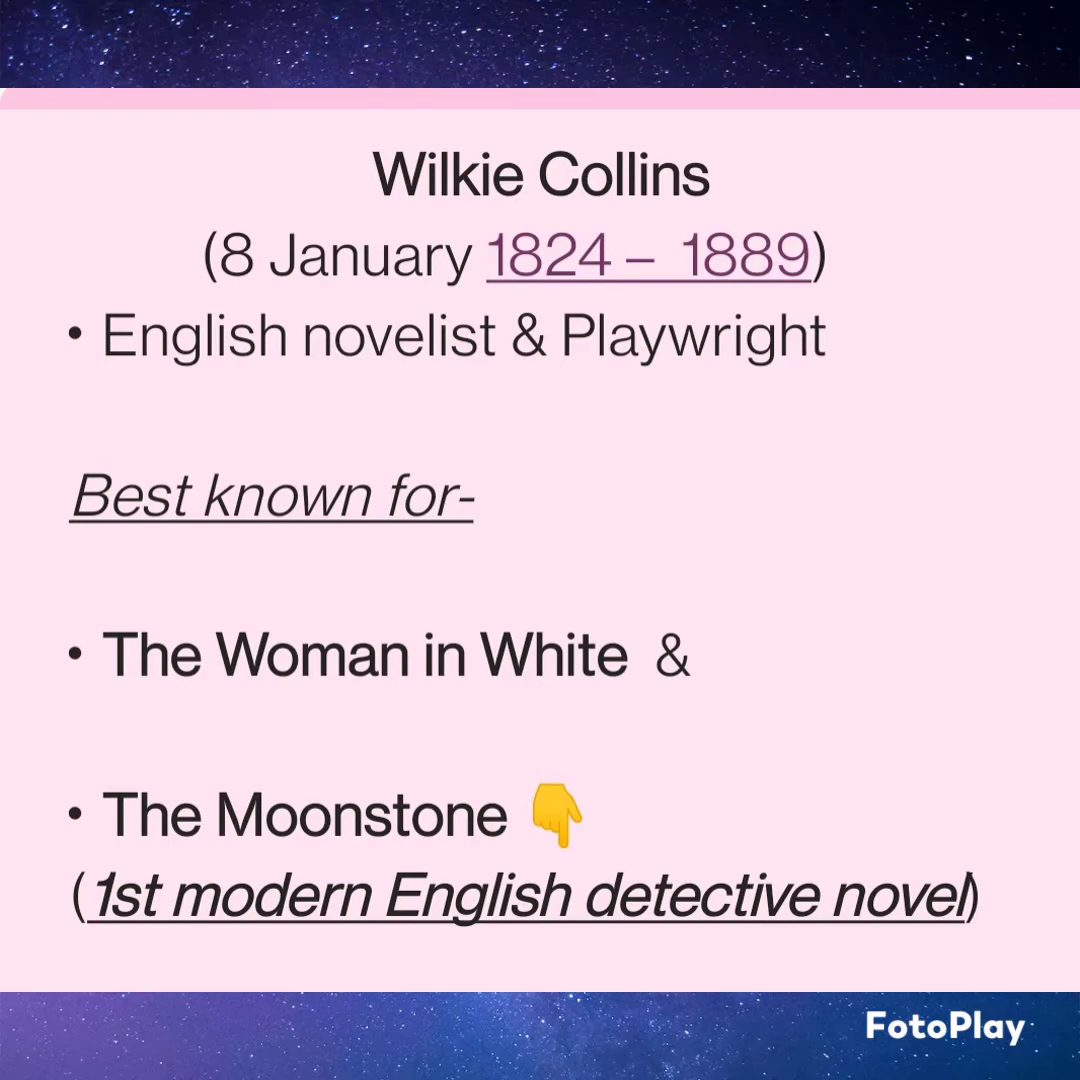 Wilkie Collins
(8 January 1824 – 1889)
• English novelist & Playwright
Best known for-
• The Woman in White &
• The Moonstone 👇
(1st modern English detective novel)
FotoPlay